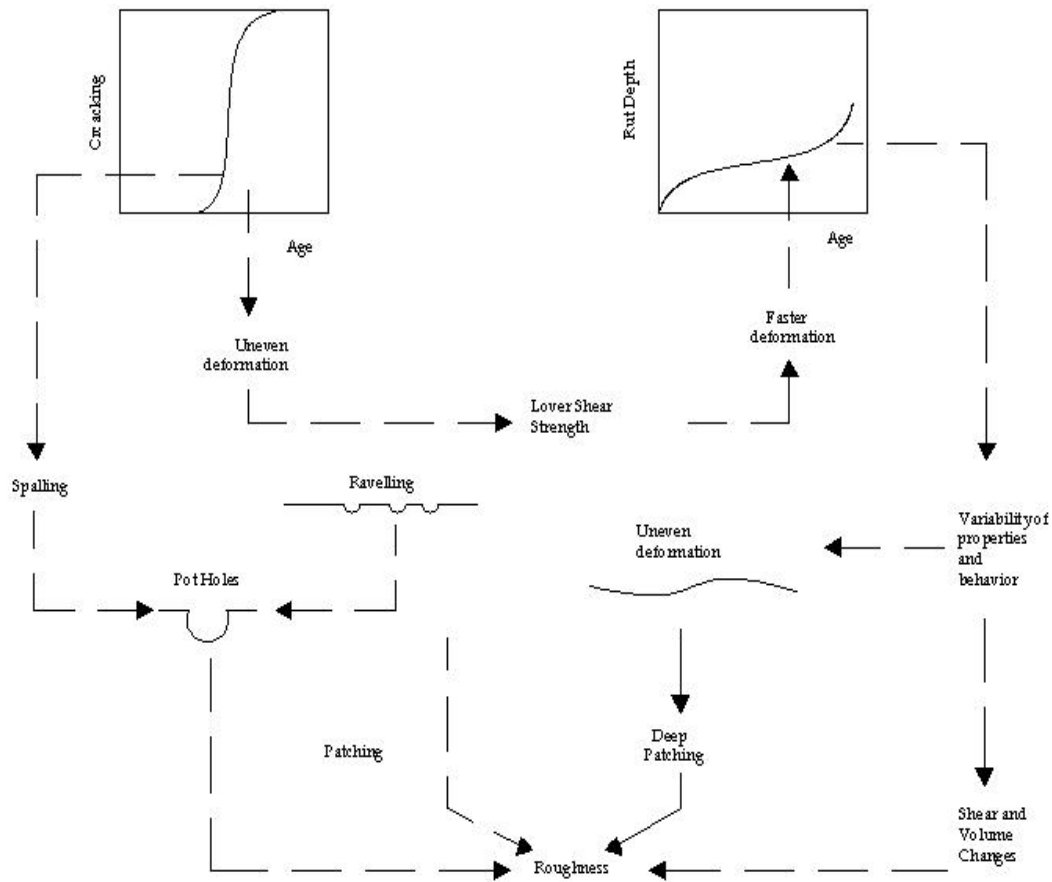 Cracking
Rut Depth
Age
Age
Uneven
deformation
Faster
deformation
Lover Shear
Strength
Spalling
Ravelling
Uneven
deformation
Variability of
properties
and
behavior
Pot Holes
Patching
Deep
Patching
Shear and
Volume
Changes
Roughness